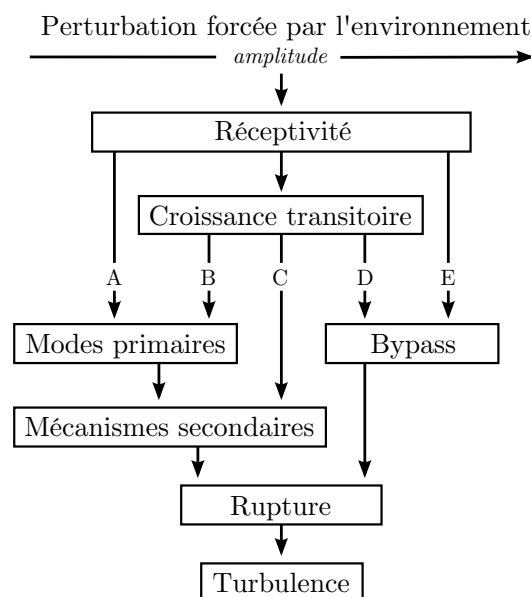 Perturbation forcée par l'environnement
amplitude
Réceptivité
Croissance transitoire
A B C D E
Modes primaires Bypass
Mécanismes secondaires
Rupture
Turbulence